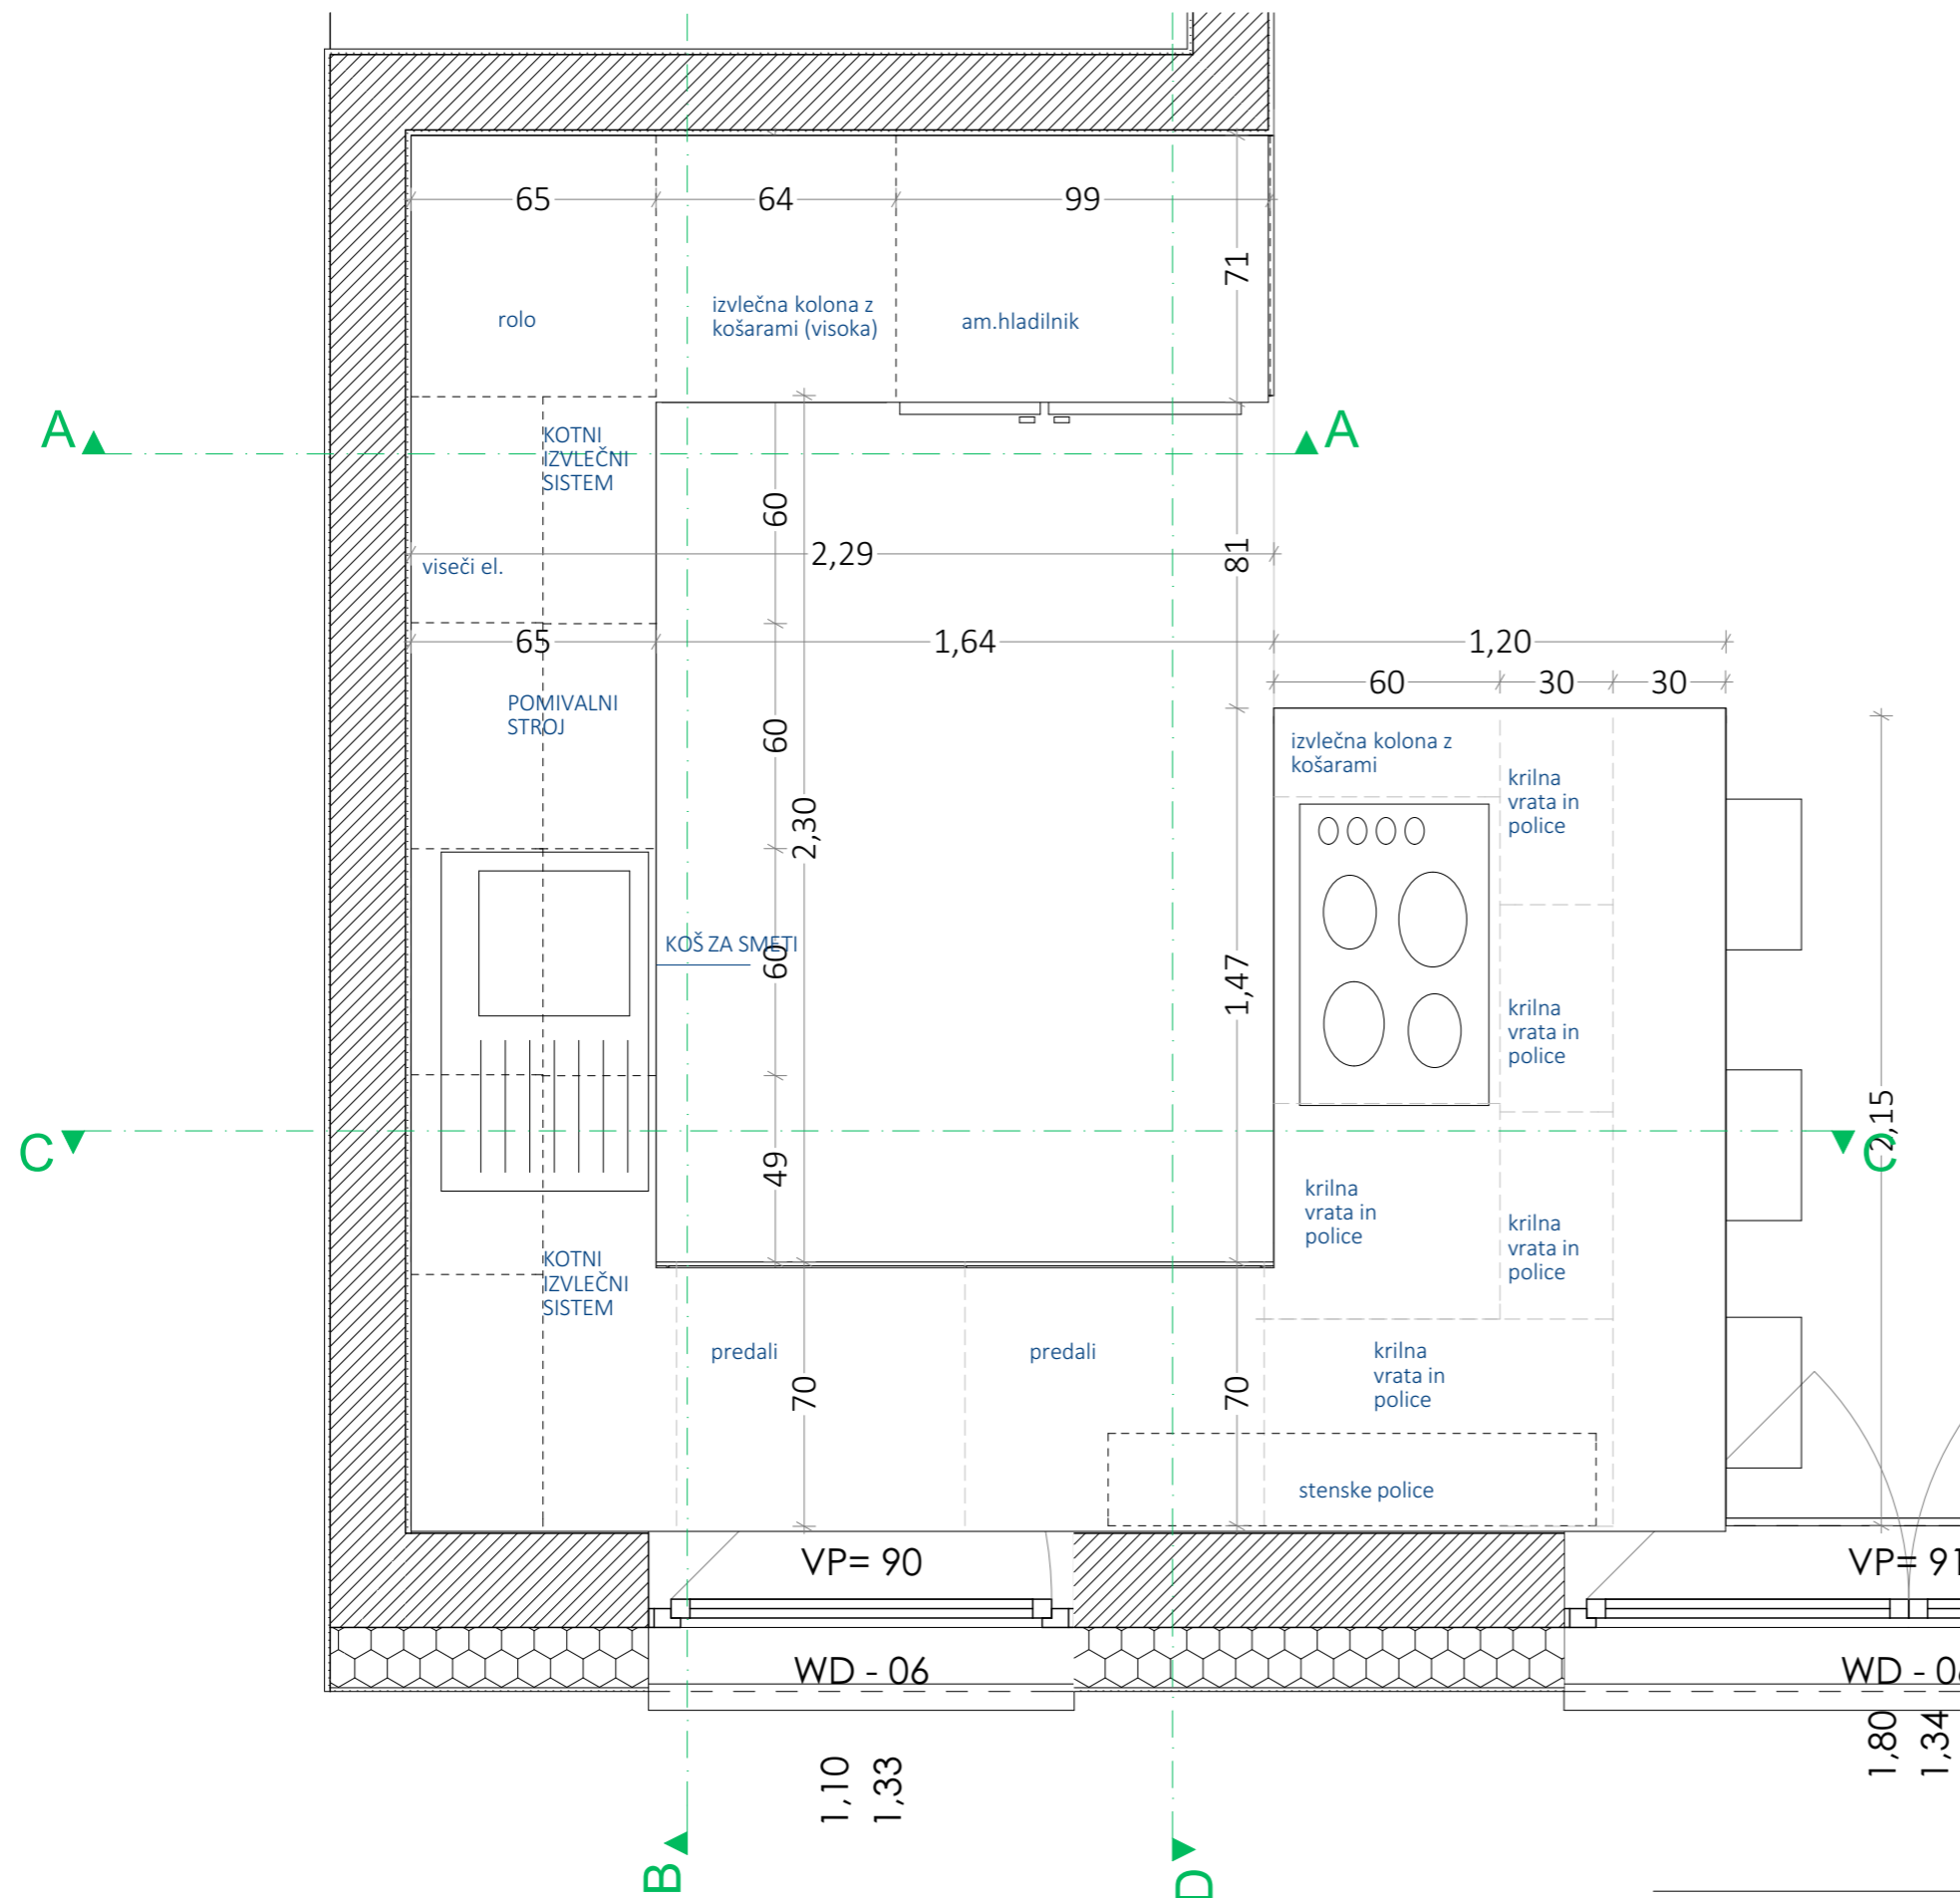 65
64
99
71
rolo
izvlečna kolona z
košarami (visoka)
am.hladilnik
A
A
KOTNI
IZVLEČNI
SISTEM
60
2,29
81
viseči el.
65
1,64
1,20
60
30
30
POMIVALNI
STROJ
60
2,30
izvlečna kolona z
košarami
krilna
vrata in
police
KOŠ ZA SMETI
60
1,47
krilna
vrata in
police
2,15
C
C
49
krilna
vrata in
police
krilna
vrata in
police
KOTNI
IZVLEČNI
SISTEM
predali
predali
krilna
vrata in
police
70
70
stenske police
VP= 90
VP= 91
WD - 06
WD - 06
1,10
1,33
1,80
1,34
B
D